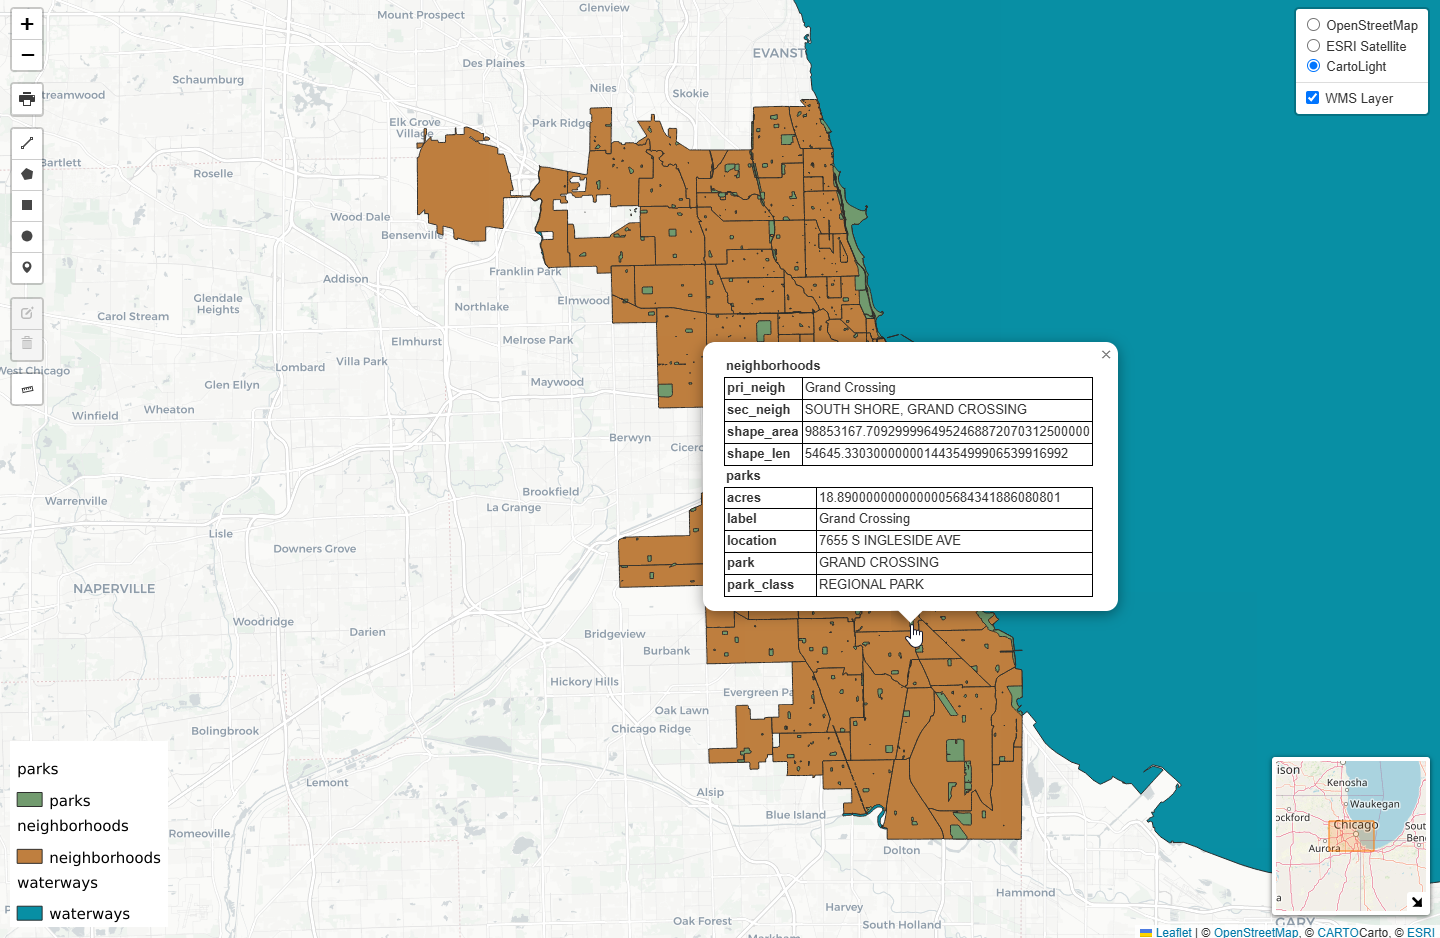 +
−
Mount Prospect
Glenview
EVANST
Des Plaines
Schaumburg
Niles
Skokie
treamwood
Elk Grove
Village
Park Ridge
Bartlett
Roselle
Wood Dale
Bensenville
Franklin Park
Addison
Glendale
Heights
Northlake
Elmwood
Carol Stream
Elmhurst
Melrose Park
Villa Park
West Chicago
Lombard
Glen Ellyn
Maywood
Winfield
Wheaton
Berwyn
Cicero
Brookfield
La Grange
Warrenville
Lisle
Downers Grove
NAPERVILLE
Woodridge
Darien
Bridgeview
Burbank
Hickory Hills
Evergreen Pa
Oak Lawn
Chicago Ridge
Bolingbrook
Lemont
Alsip
Blue Island
Romeoville
Dolton
Hammond
Harvey
South Holland
Oak Forest
Markham
GARY
OpenStreetMap
ESRI Satellite
CartoLight
WMS Layer
×
neighborhoods
pri_neigh Grand Crossing
sec_neigh SOUTH SHORE, GRAND CROSSING
shape_area 98853167.7092999964952468872070312500000
shape_len 54645.3303000000014435499906539916992
parks
acres 18.8900000000000005684341886080801
label Grand Crossing
location 7655 S INGLESIDE AVE
park GRAND CROSSING
park_class REGIONAL PARK
parks
parks
neighborhoods
neighborhoods
waterways
waterways
ison
Kenosha
Waukegan
ockford
Chicago
Sout
Aurora
Ben
a
Leaflet | © OpenStreetMap, © CARTOCarto, © ESRI